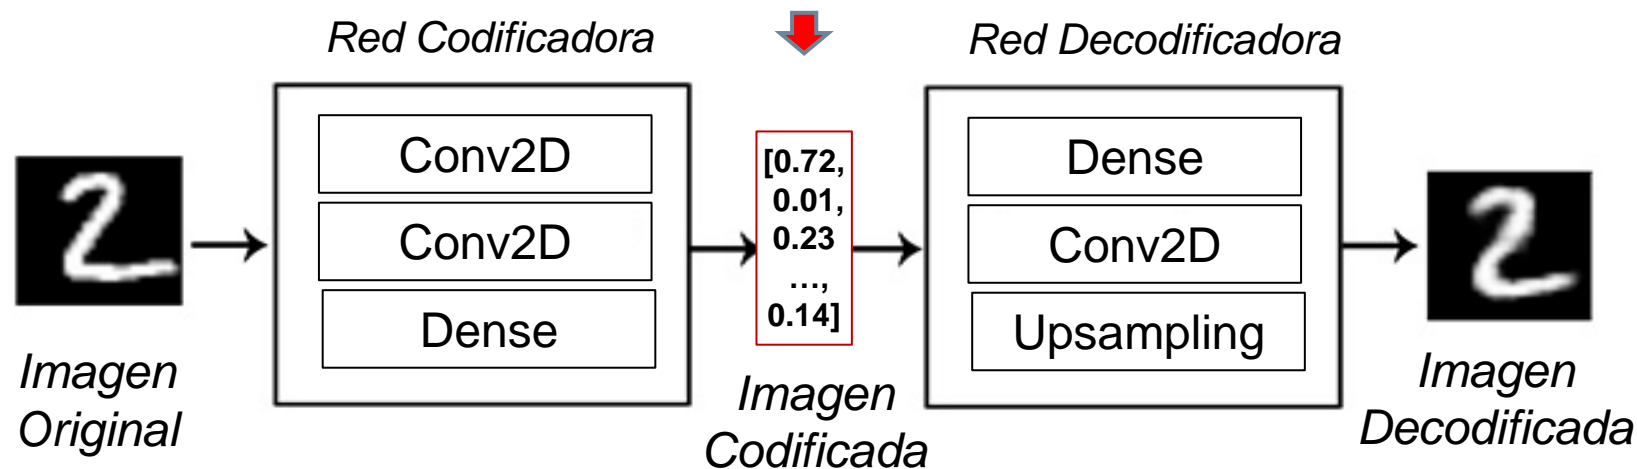 Red Codificadora
Red Decodificadora
Conv2D
Conv2D
Dense
[0.72,
0.01,
0.23
...,
0.14]
Dense
Conv2D
Upsampling
Imagen
Original
Imagen
Codificada
Imagen
Decodificada